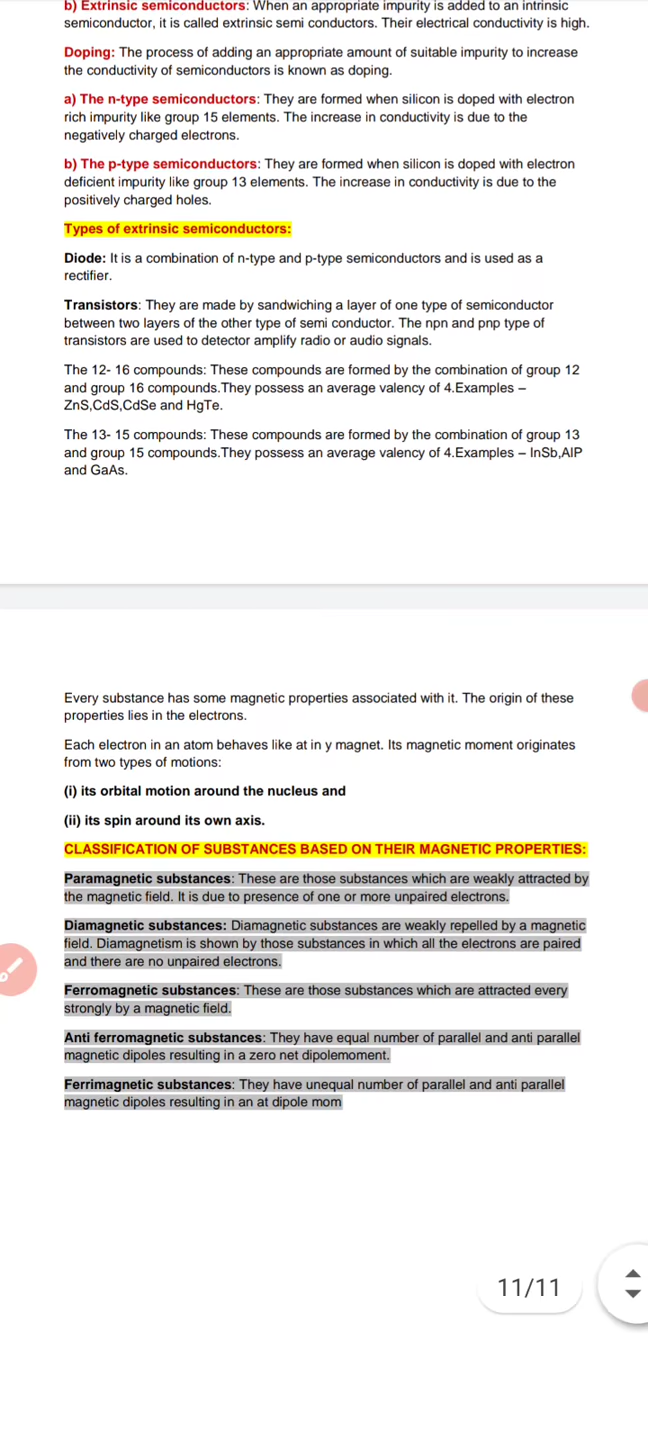 b) Extrinsic semiconductors: When an appropriate impurity is added to an intrinsic
semiconductor, it is called extrinsic semi conductors. Their electrical conductivity is high.
Doping: The process of adding an appropriate amount of suitable impurity to increase
the conductivity of semiconductors is known as doping.
a) The n-type semiconductors: They are formed when silicon is doped with electron
rich impurity like group 15 elements. The increase in conductivity is due to the
negatively charged electrons.
b) The p-type semiconductors: They are formed when silicon is doped with electron
deficient impurity like group 13 elements. The increase in conductivity is due to the
positively charged holes.
Types of extrinsic semiconductors:
Diode: It is a combination of n-type and p-type semiconductors and is used as a
rectifier.
Transistors: They are made by sandwiching a layer of one type of semiconductor
between two layers of the other type of semi conductor. The npn and pnp type of
transistors are used to detector amplify radio or audio signals.
The 12- 16 compounds: These compounds are formed by the combination of group 12
and group 16 compounds.They possess an average valency of 4.Examples –
ZnS,CdS,CdSe and HgTe.
The 13- 15 compounds: These compounds are formed by the combination of group 13
and group 15 compounds.They possess an average valency of 4.Examples – InSb,AlP
and GaAs.
Every substance has some magnetic properties associated with it. The origin of these
properties lies in the electrons.
Each electron in an atom behaves like at in y magnet. Its magnetic moment originates
from two types of motions:
(i) its orbital motion around the nucleus and
(ii) its spin around its own axis.
CLASSIFICATION OF SUBSTANCES BASED ON THEIR MAGNETIC PROPERTIES:
Paramagnetic substances: These are those substances which are weakly attracted by
the magnetic field. It is due to presence of one or more unpaired electrons.
Diamagnetic substances: Diamagnetic substances are weakly repelled by a magnetic
field. Diamagnetism is shown by those substances in which all the electrons are paired
and there are no unpaired electrons.
Ferromagnetic substances: These are those substances which are attracted every
strongly by a magnetic field.
Anti ferromagnetic substances: They have equal number of parallel and anti parallel
magnetic dipoles resulting in a zero net dipolemoment.
Ferrimagnetic substances: They have unequal number of parallel and anti parallel
magnetic dipoles resulting in an at dipole mom
11/11